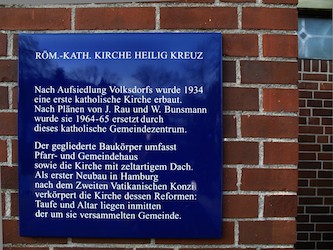 RÖM.-KATH. KIRCHE HEILIG KREUZ
Nach Aufsiedlung Volksdorfs wurde 1934
eine erste katholische Kirche erbaut.
Nach Plänen von J. Rau und W. Bunsmann
wurde sie 1964-65 ersetzt durch
dieses katholische Gemeindezentrum.
Der gegliederte Baukörper umfasst
Pfarr- und Gemeindehaus
sowie die Kirche mit zeltartigem Dach.
Als erster Neubau in Hamburg
nach dem Zweiten Vatikanischen Konzil
verkörpert die Kirche dessen Reformen:
Taufe und Altar liegen inmitten
der um sie versammelten Gemeinde.